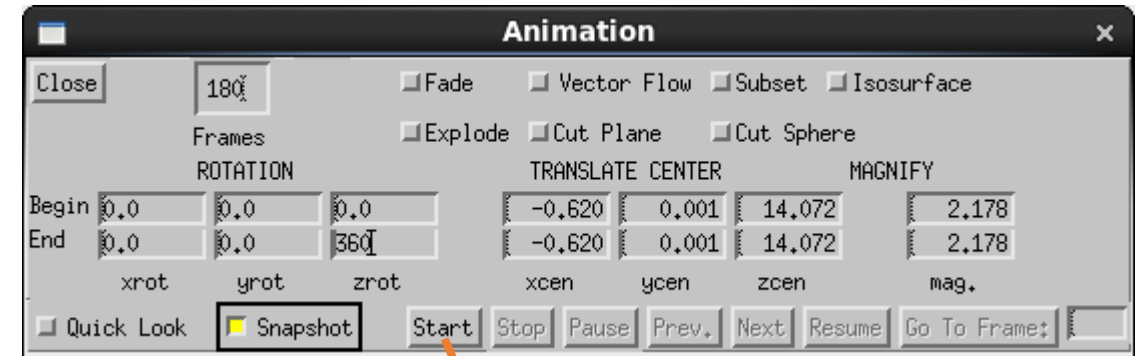 Animation
Close 180 Fade Vector Flow Subset Isosurface
Frames Explode Cut Plane Cut Sphere
ROTATION TRANSLATE CENTER MAGNIFY
Begin 0.0 0.0 0.0 -0.620 0.001 14.072 2.178
End 0.0 0.0 360 -0.620 0.001 14.072 2.178
xrot yrot zrot xcen ycen zcen mag.
Quick Look Snapshot Start Stop Pause Prev. Next Resume Go To Frame: